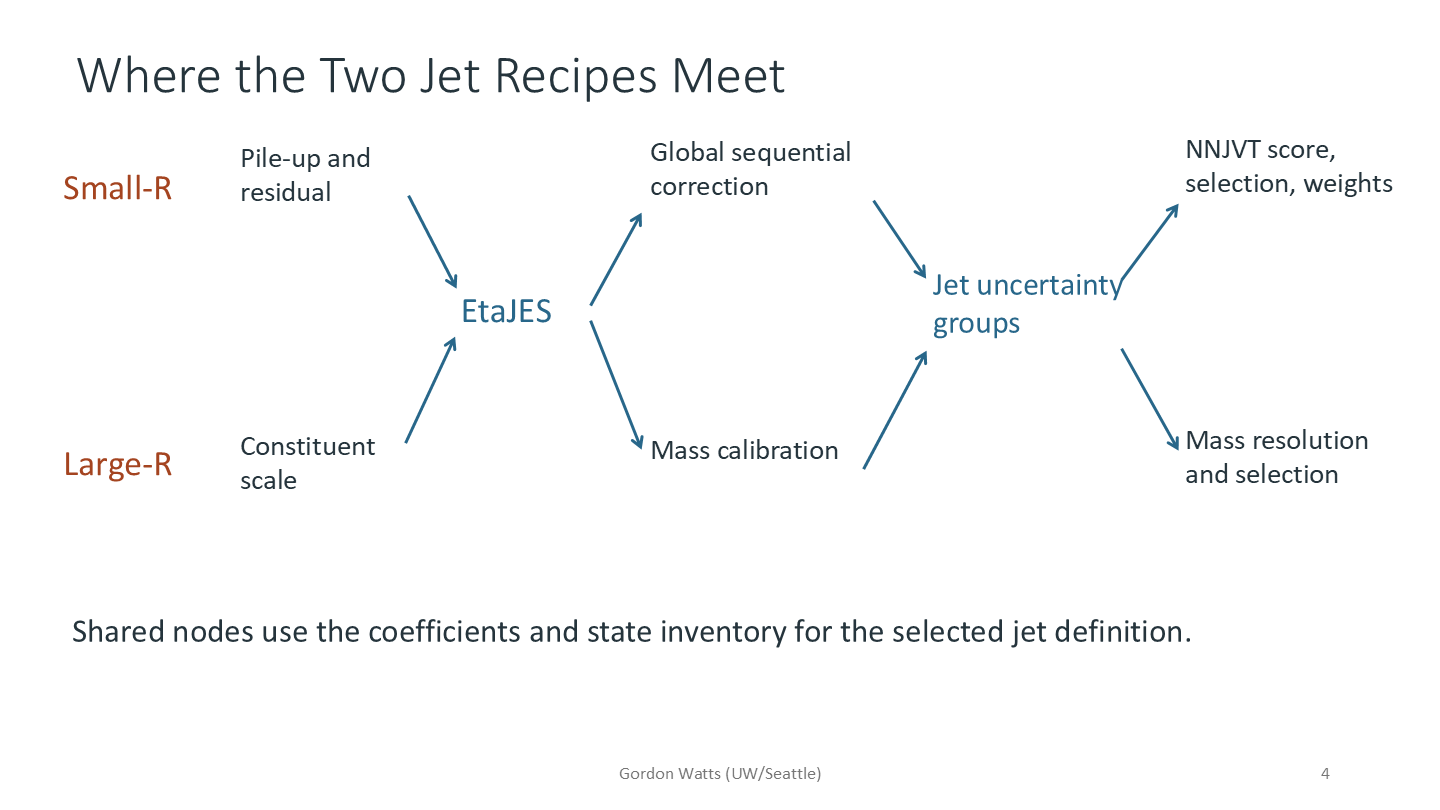 Where the Two Jet Recipes Meet
Small-R
Pile-up and
residual
Global sequential
correction
NNJVT score,
selection, weights
EtaJES
Jet uncertainty
groups
Large-R
Constituent
scale
Mass calibration
Mass resolution
and selection
Shared nodes use the coefficients and state inventory for the selected jet definition.
Gordon Watts (UW/Seattle)
4